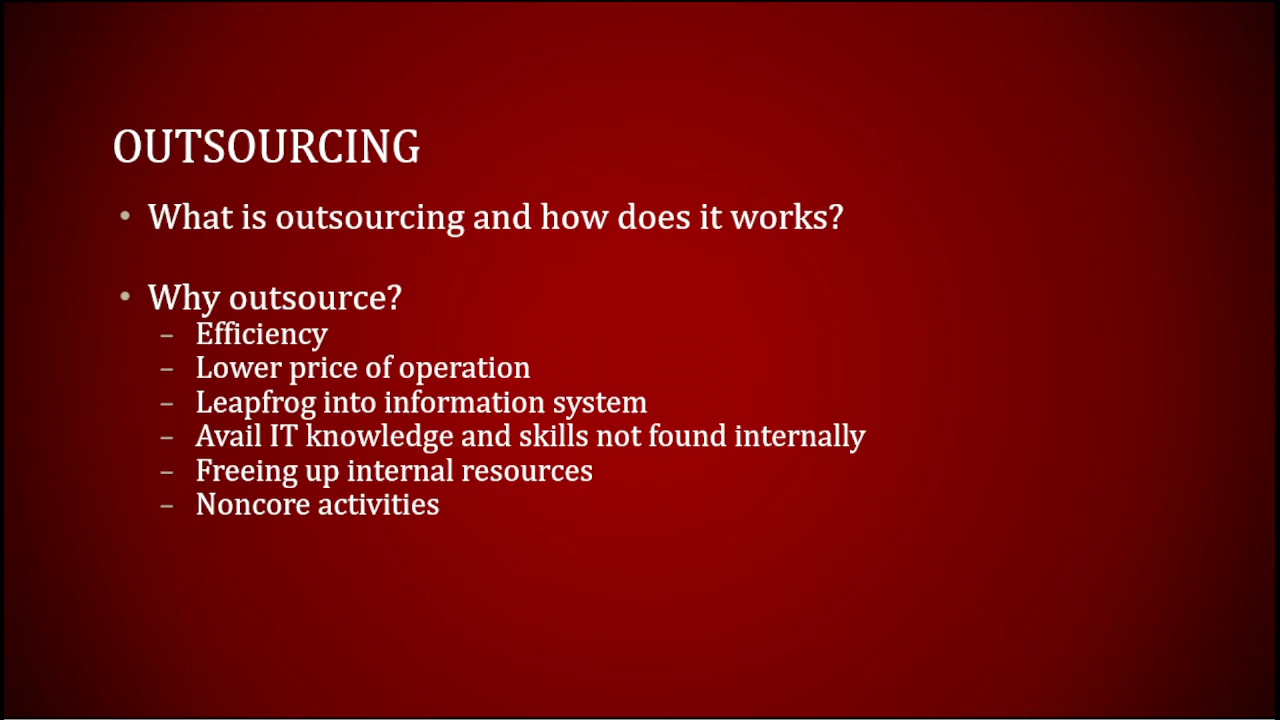 OUTSOURCING
• What is outsourcing and how does it works?
• Why outsource?
– Efficiency
– Lower price of operation
– Leapfrog into information system
– Avail IT knowledge and skills not found internally
– Freeing up internal resources
– Noncore activities